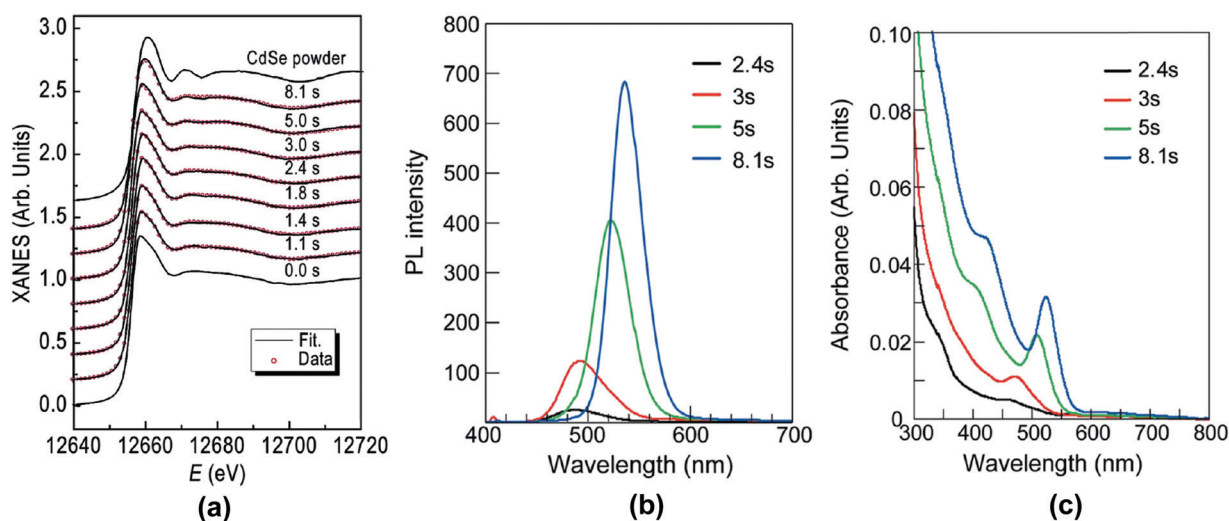 3.0
2.5
2.0
1.5
1.0
0.5
0.0
XANES (Arb. Units)
CdSe powder
8.1 s
5.0 s
3.0 s
2.4 s
1.8 s
1.4 s
1.1 s
0.0 s
Fit.
Data
12640 12660 12680 12700 12720
E (eV)
(a)
800
700
600
500
400
300
200
100
PL intensity
2.4s
3s
5s
8.1s
400 500 600 700
Wavelength (nm)
(b)
0.10
0.08
0.06
0.04
0.02
0
Absorbance (Arb. Units)
2.4s
3s
5s
8.1s
300 400 500 600 700 800
Wavelength (nm)
(c)